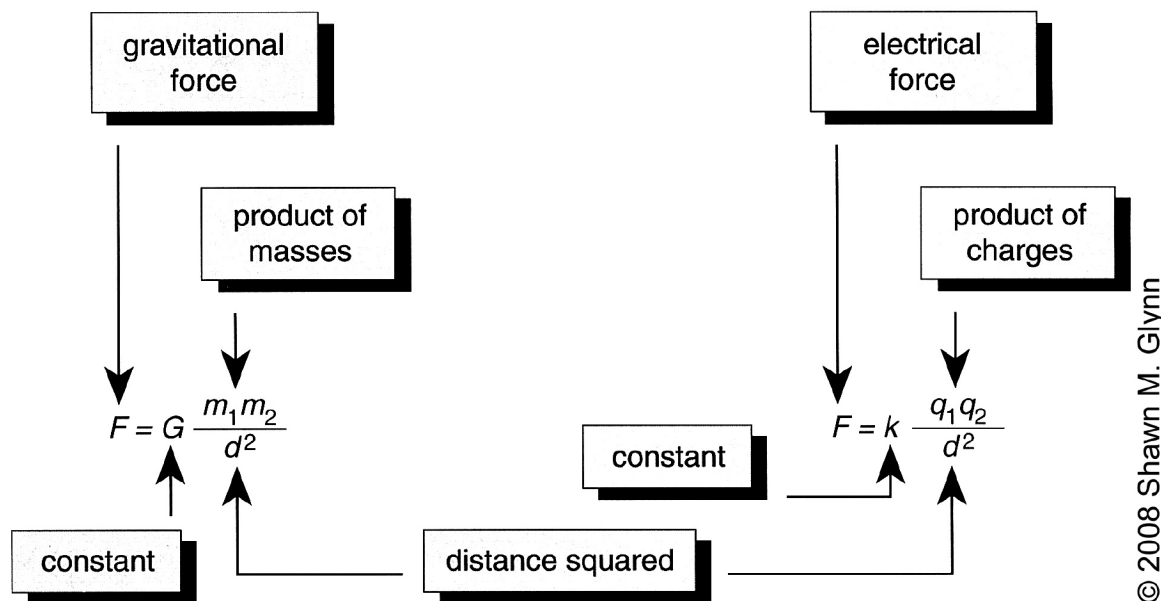 gravitational
force
electrical
force
product of
masses
product of
charges
F = G m₁m₂
d²
F = k q₁q₂
d²
constant
constant
distance squared
© 2008 Shawn M. Glynn